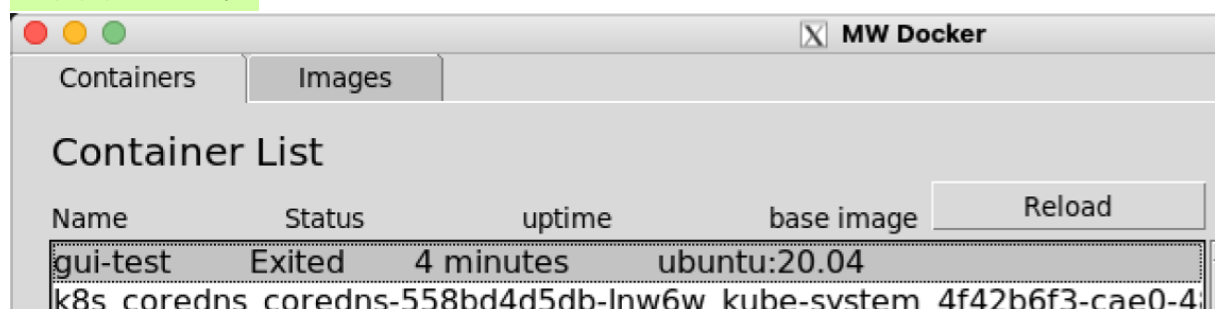 MW Docker
Containers Images
Container List
Name Status uptime base image Reload
gui-test Exited 4 minutes ubuntu:20.04
k8s_coredns_coredns-558bd4d5db-lnw6w_kube-system_4f42b6f3-cae0-4